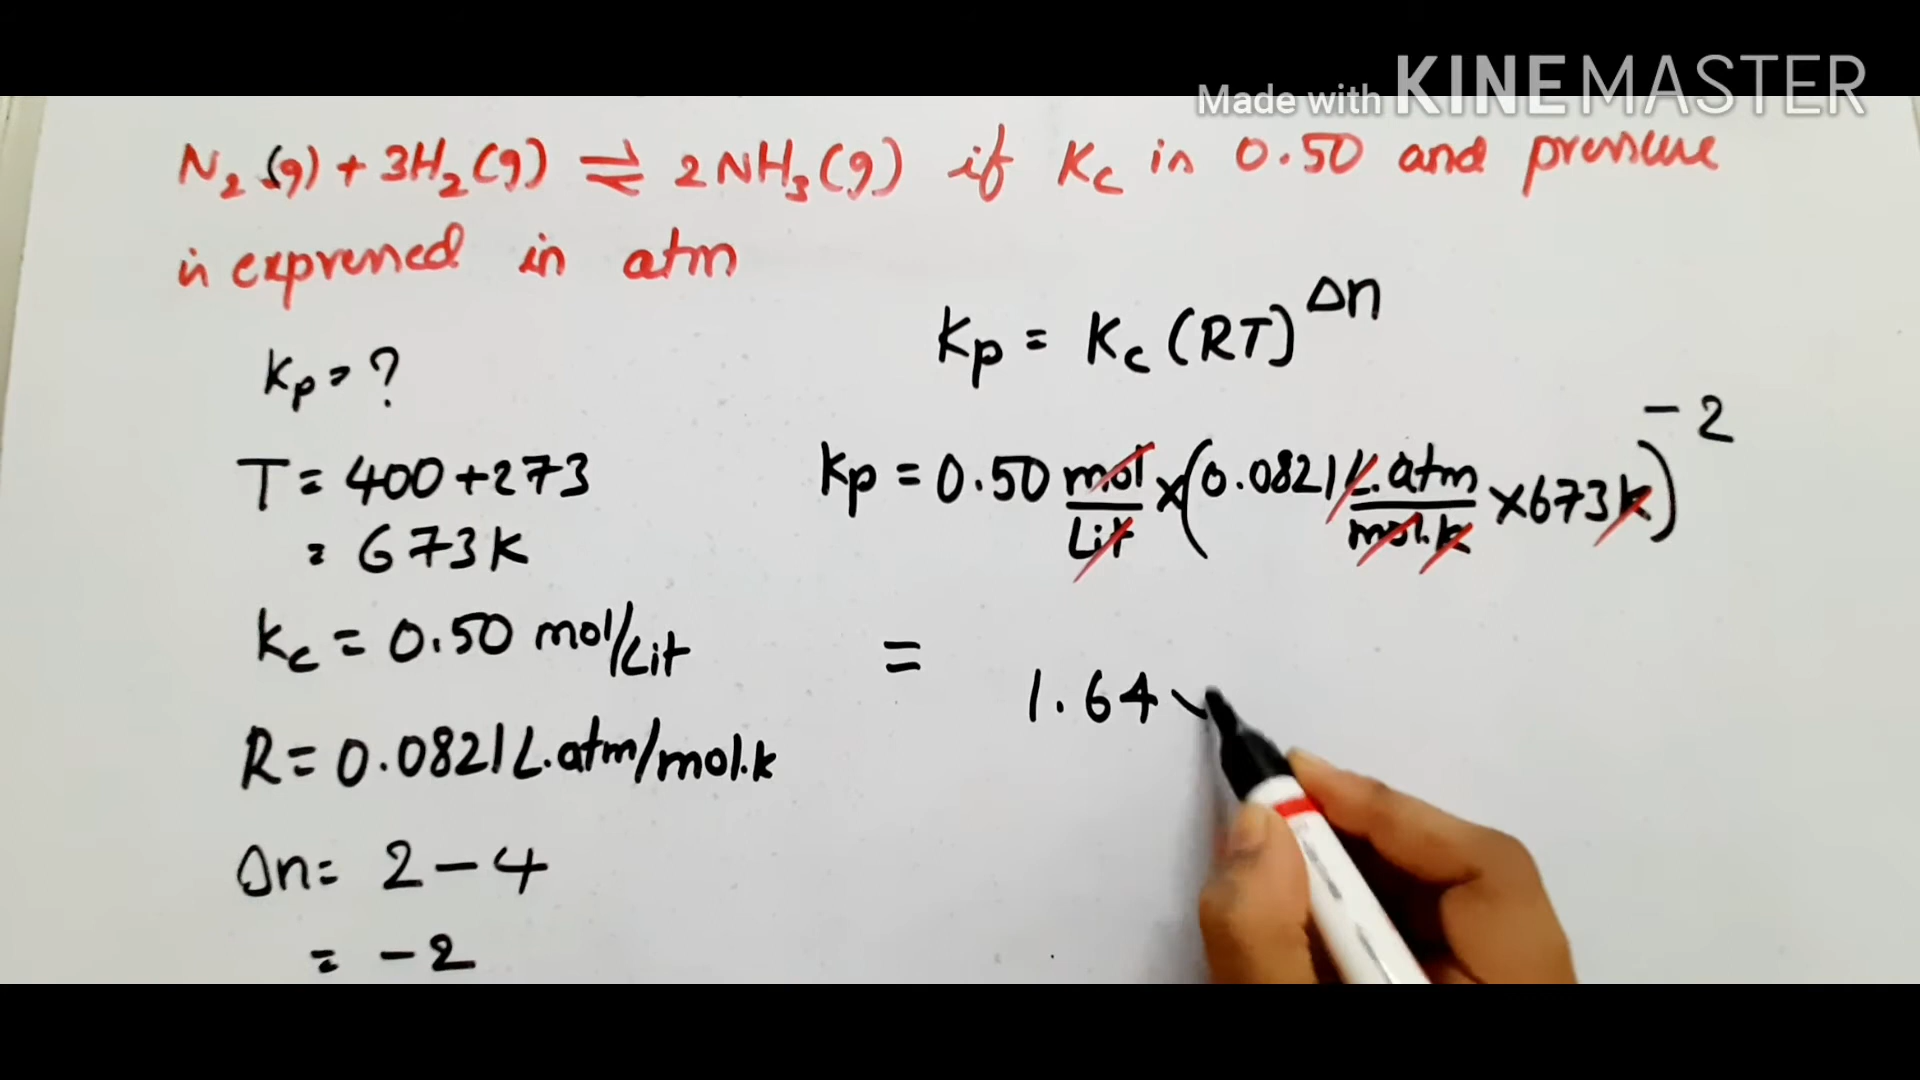 Made with KINEMASTER
N₂(g) + 3H₂(g) ⇌ 2NH₃(g) if Kc is 0.50 and pressure
is expressed in atm
Kp = Kc (RT)^Δn
Kp = ?
T = 400 + 273
= 673K
Kp = 0.50 mol/Lit × (0.0821 L.atm/mol.k × 673k)^-2
Kc = 0.50 mol/Lit
= 1.64 ×
R = 0.0821 L.atm/mol.k
Δn = 2 - 4
= -2